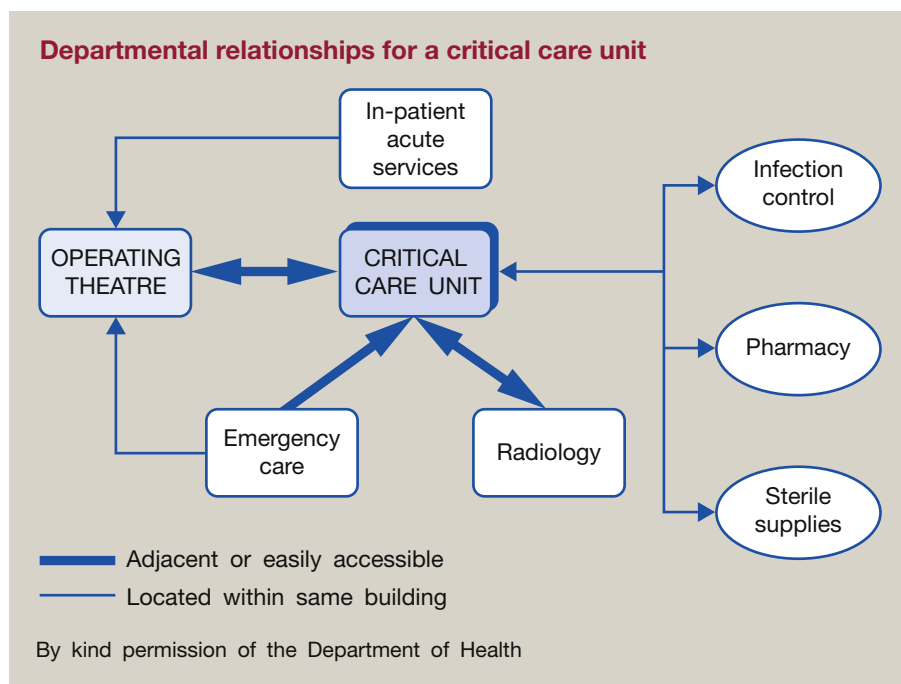 Departmental relationships for a critical care unit
In-patient
acute
services
Infection
control
OPERATING
THEATRE
CRITICAL
CARE UNIT
Pharmacy
Emergency
care
Radiology
Sterile
supplies
Adjacent or easily accessible
Located within same building
By kind permission of the Department of Health